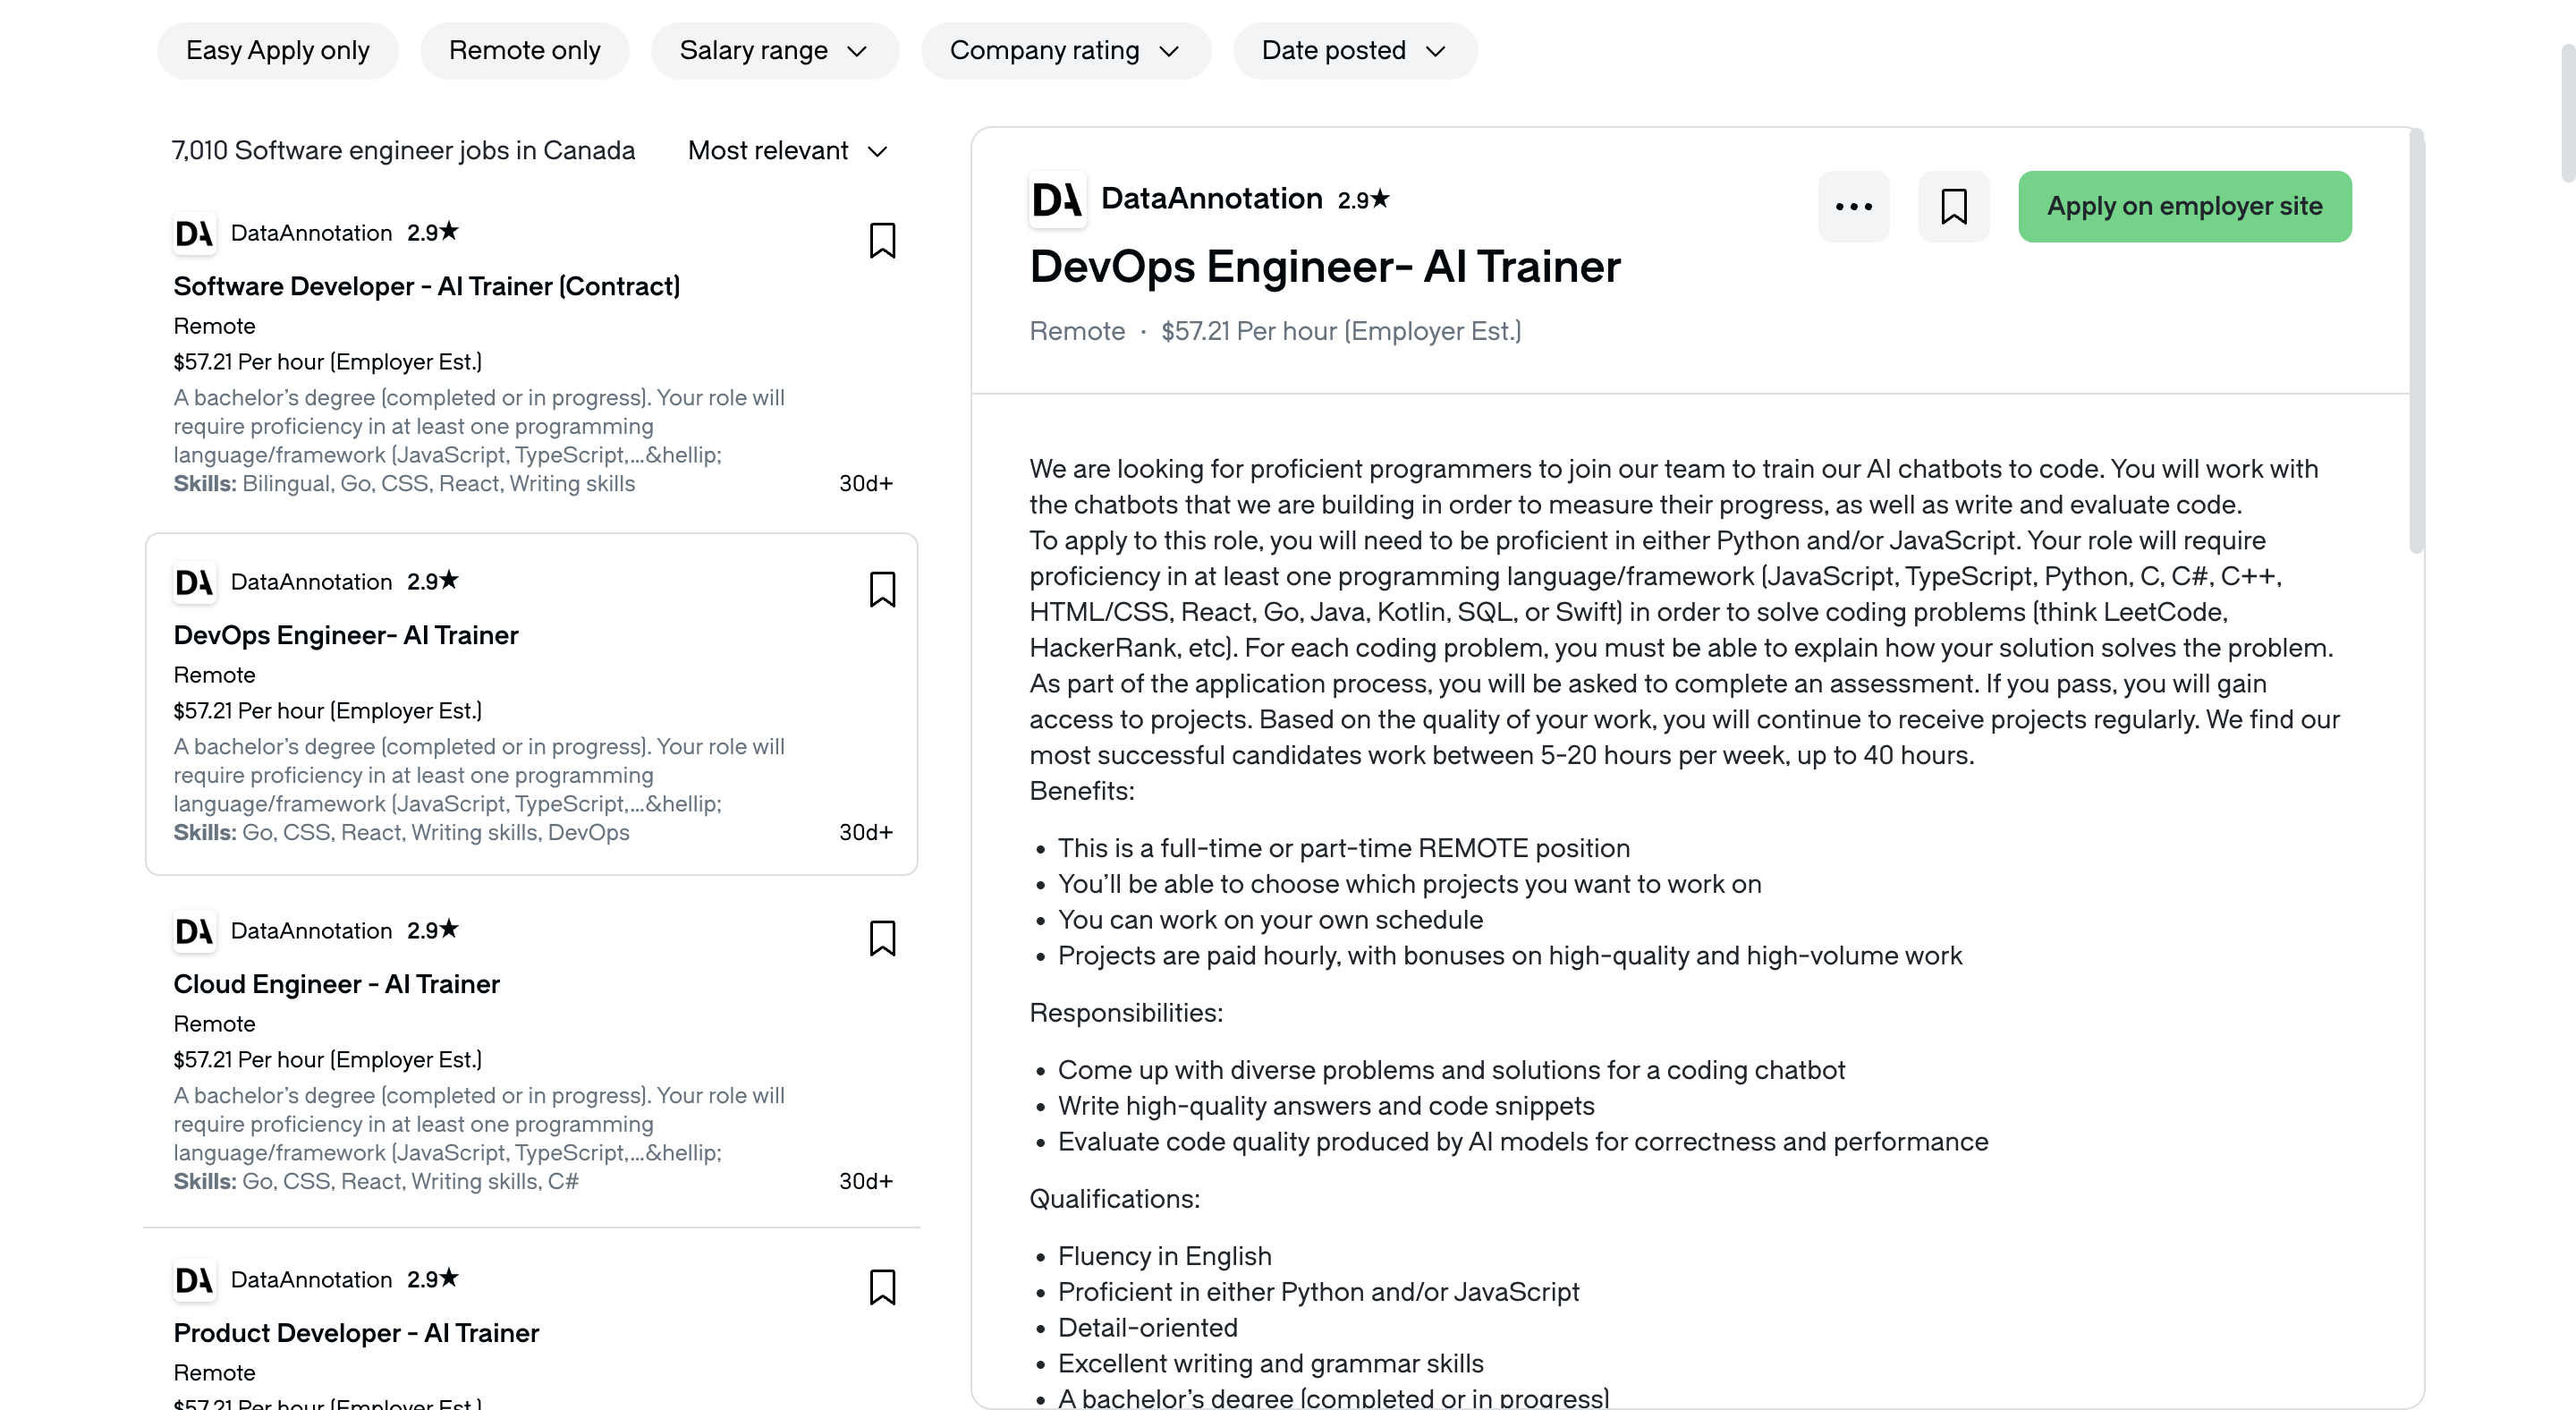 Easy Apply only
Remote only
Salary range
Company rating
Date posted
7,010 Software engineer jobs in Canada
Most relevant
DA DataAnnotation 2.9★
Software Developer - AI Trainer (Contract)
Remote
$57.21 Per hour (Employer Est.)
A bachelor’s degree (completed or in progress). Your role will
require proficiency in at least one programming
language/framework (JavaScript, TypeScript,...&hellip;
Skills: Bilingual, Go, CSS, React, Writing skills
30d+
DA DataAnnotation 2.9★
DevOps Engineer- AI Trainer
Remote
$57.21 Per hour (Employer Est.)
A bachelor’s degree (completed or in progress). Your role will
require proficiency in at least one programming
language/framework (JavaScript, TypeScript,...&hellip;
Skills: Go, CSS, React, Writing skills, DevOps
30d+
DA DataAnnotation 2.9★
Cloud Engineer - AI Trainer
Remote
$57.21 Per hour (Employer Est.)
A bachelor’s degree (completed or in progress). Your role will
require proficiency in at least one programming
language/framework (JavaScript, TypeScript,...&hellip;
Skills: Go, CSS, React, Writing skills, C#
30d+
DA DataAnnotation 2.9★
Product Developer - AI Trainer
Remote
$57.21 Per hour (Employer Est.)
DA DataAnnotation 2.9★
Apply on employer site
DevOps Engineer- AI Trainer
Remote · $57.21 Per hour (Employer Est.)
We are looking for proficient programmers to join our team to train our AI chatbots to code. You will work with
the chatbots that we are building in order to measure their progress, as well as write and evaluate code.
To apply to this role, you will need to be proficient in either Python and/or JavaScript. Your role will require
proficiency in at least one programming language/framework (JavaScript, TypeScript, Python, C, C#, C++,
HTML/CSS, React, Go, Java, Kotlin, SQL, or Swift) in order to solve coding problems (think LeetCode,
HackerRank, etc). For each coding problem, you must be able to explain how your solution solves the problem.
As part of the application process, you will be asked to complete an assessment. If you pass, you will gain
access to projects. Based on the quality of your work, you will continue to receive projects regularly. We find our
most successful candidates work between 5-20 hours per week, up to 40 hours.
Benefits:
• This is a full-time or part-time REMOTE position
• You’ll be able to choose which projects you want to work on
• You can work on your own schedule
• Projects are paid hourly, with bonuses on high-quality and high-volume work
Responsibilities:
• Come up with diverse problems and solutions for a coding chatbot
• Write high-quality answers and code snippets
• Evaluate code quality produced by AI models for correctness and performance
Qualifications:
• Fluency in English
• Proficient in either Python and/or JavaScript
• Detail-oriented
• Excellent writing and grammar skills
• A bachelor’s degree (completed or in progress)